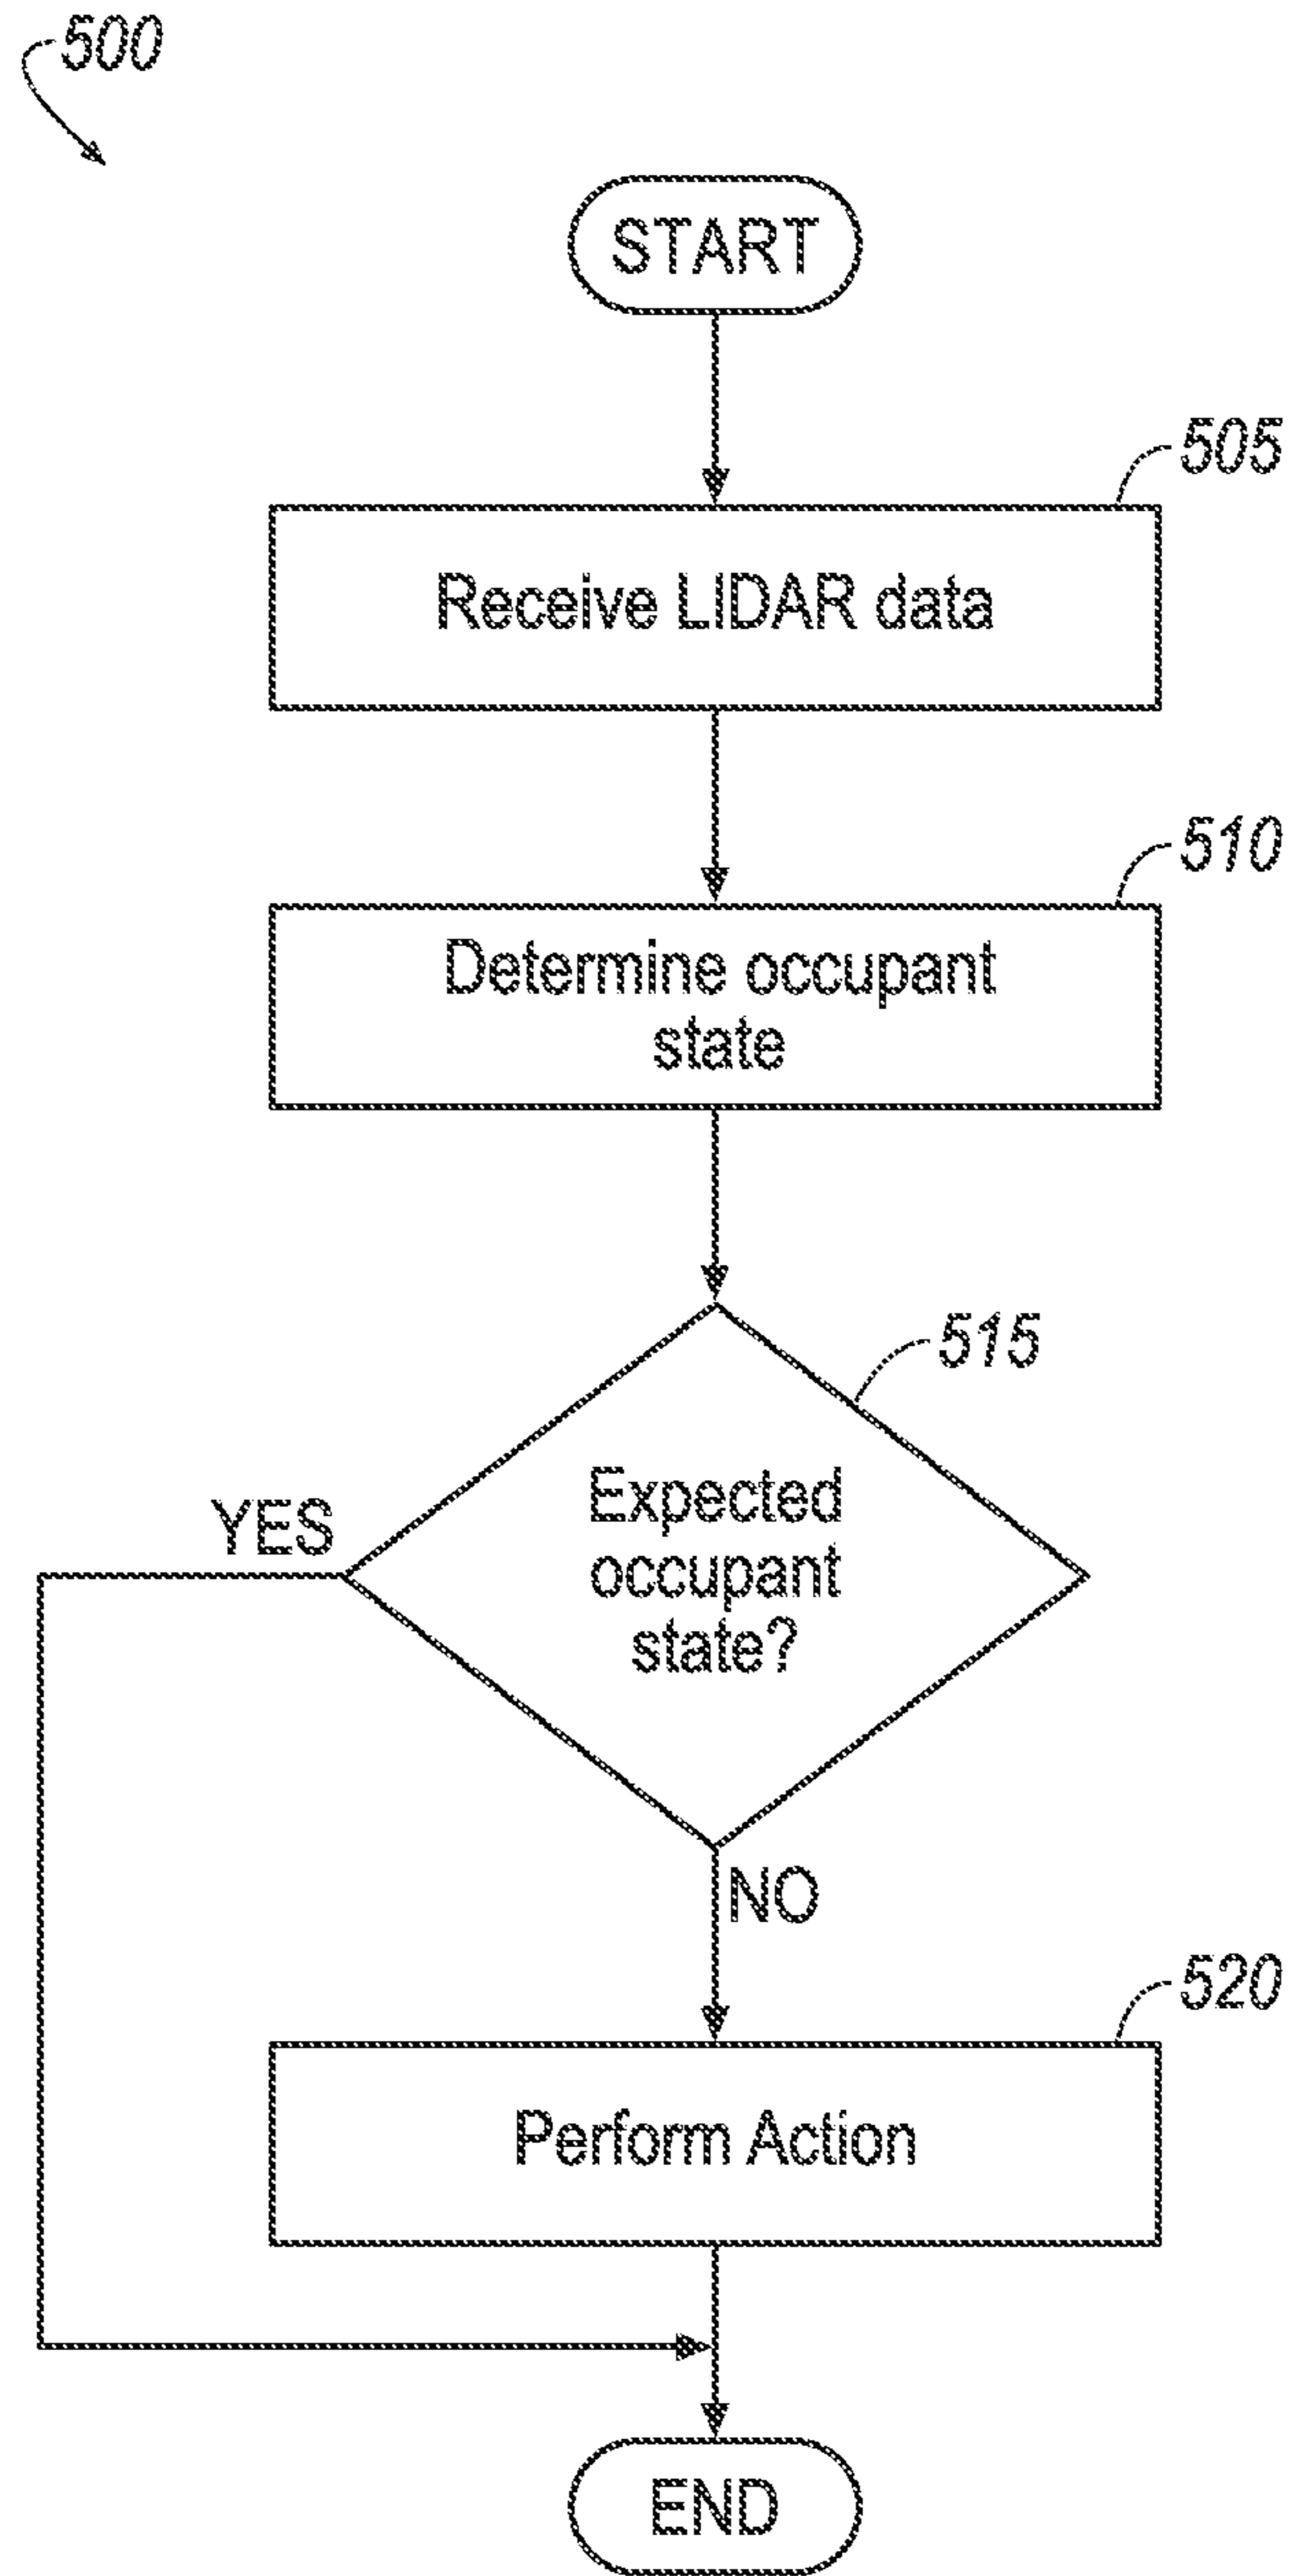 500
START
505
Receive LIDAR data
510
Determine occupant
state
515
Expected
occupant
state?
YES
NO
520
Perform Action
END